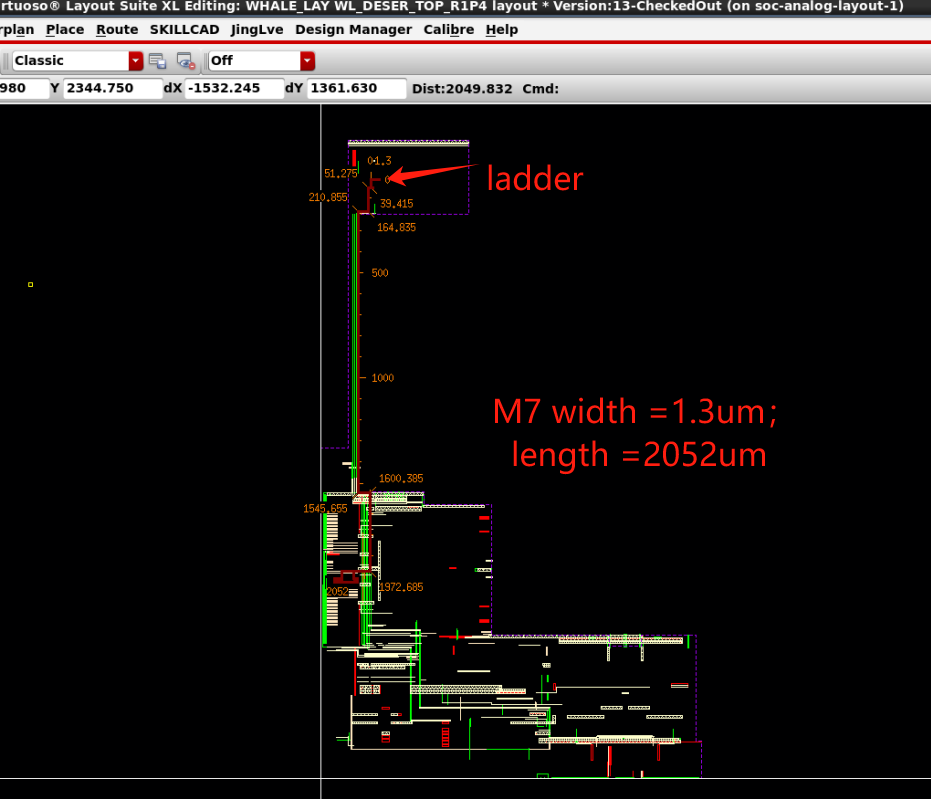 rtuoso® Layout Suite XL Editing: WHALE_LAY WL_DESER_TOP_R1P4 layout * Version:13-CheckedOut (on soc-analog-layout-1)
rplan Place Route SKILLCAD JingLve Design Manager Calibre Help
Classic Off
980 Y 2344.750 dX -1532.245 dY 1361.630 Dist:2049.832 Cmd:
01.3
51.275 0
ladder
210.855 39.415
164.835
500
1000
M7 width =1.3um;
length =2052um
1600.385
1545.655
1972.685
2052